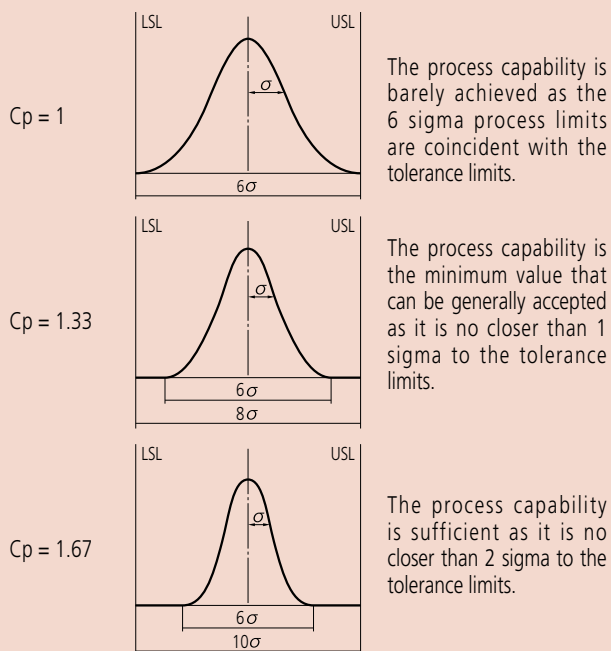 LSL USL
σ
Cp = 1
6σ
The process capability is
barely achieved as the
6 sigma process limits
are coincident with the
tolerance limits.
LSL USL
σ
Cp = 1.33
6σ
8σ
The process capability is
the minimum value that
can be generally accepted
as it is no closer than 1
sigma to the tolerance
limits.
LSL USL
σ
Cp = 1.67
6σ
10σ
The process capability
is sufficient as it is no
closer than 2 sigma to the
tolerance limits.